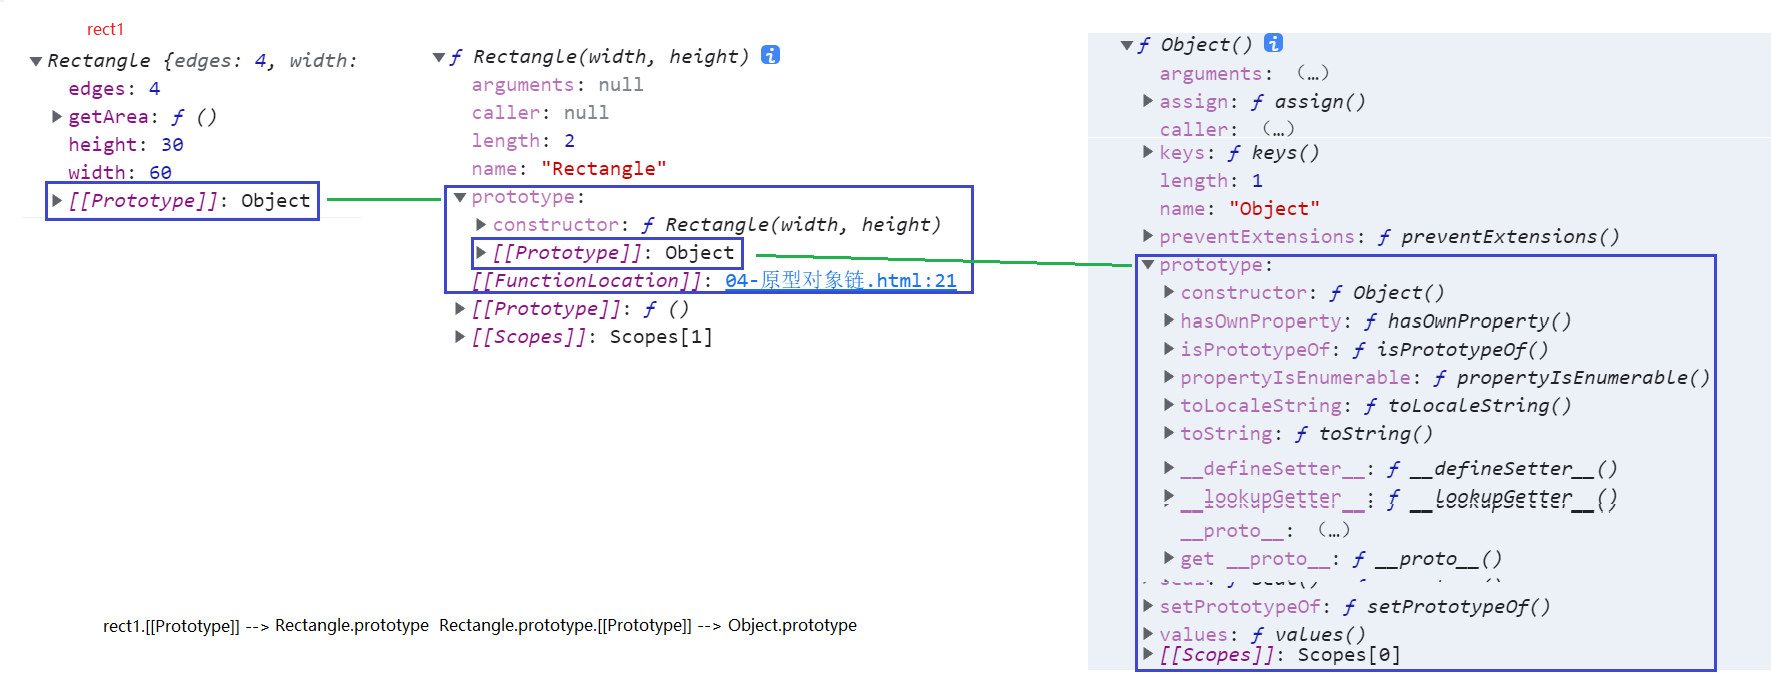 rect1
Rectangle {edges: 4, width:
edges: 4
getArea: ƒ ()
height: 30
width: 60
[[Prototype]]: Object
ƒ Rectangle(width, height)
arguments: null
caller: null
length: 2
name: "Rectangle"
prototype:
constructor: ƒ Rectangle(width, height)
[[Prototype]]: Object
[[FunctionLocation]]: 04-原型对象链.html:21
[[Prototype]]: ƒ ()
[[Scopes]]: Scopes[1]
ƒ Object()
arguments: (…)
assign: ƒ assign()
caller: (…)
keys: ƒ keys()
length: 1
name: "Object"
preventExtensions: ƒ preventExtensions()
prototype:
constructor: ƒ Object()
hasOwnProperty: ƒ hasOwnProperty()
isPrototypeOf: ƒ isPrototypeOf()
propertyIsEnumerable: ƒ propertyIsEnumerable()
toLocaleString: ƒ toLocaleString()
toString: ƒ toString()
__defineSetter__: ƒ __defineSetter__()
__lookupGetter__: ƒ __lookupGetter__()
__proto__: (…)
get __proto__: ƒ __proto__()
setPrototypeOf: ƒ setPrototypeOf()
values: ƒ values()
[[Scopes]]: Scopes[0]
rect1.[[Prototype]] --> Rectangle.prototype Rectangle.prototype.[[Prototype]] --> Object.prototype